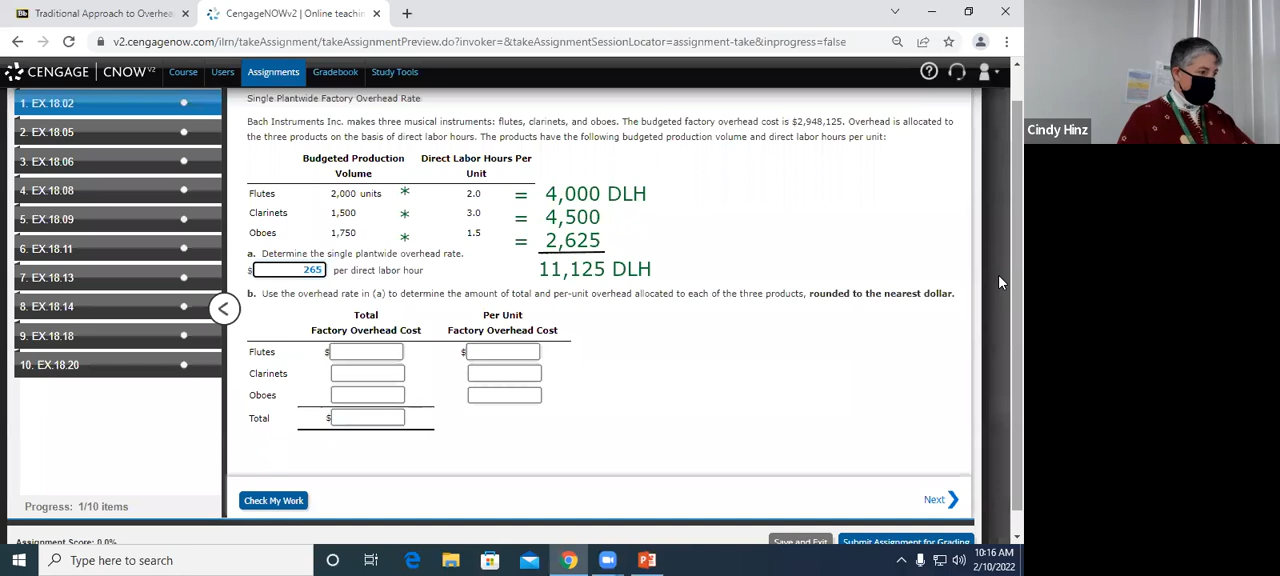 Traditional Approach to Overhea
CengageNOWv2 | Online teachin
v2.cengagenow.com/ilrn/takeAssignment/takeAssignmentPreview.do?invoker=&takeAssignmentSessionLocator=assignment-take&inprogress=false
CENGAGE | CNOWv2 Course Users Assignments Gradebook Study Tools
1. EX.18.02
2. EX.18.05
3. EX.18.06
4. EX.18.08
5. EX.18.09
6. EX.18.11
7. EX.18.13
8. EX.18.14
9. EX.18.18
10. EX.18.20
Progress: 1/10 items
Assignment Score: 0.0%
Single Plantwide Factory Overhead Rate
Bach Instruments Inc. makes three musical instruments: flutes, clarinets, and oboes. The budgeted factory overhead cost is $2,948,125. Overhead is allocated to
the three products on the basis of direct labor hours. The products have the following budgeted production volume and direct labor hours per unit:
Budgeted Production Direct Labor Hours Per
Volume Unit
Flutes 2,000 units * 2.0 = 4,000 DLH
Clarinets 1,500 * 3.0 = 4,500
Oboes 1,750 * 1.5 = 2,625
a. Determine the single plantwide overhead rate.
$ 265 per direct labor hour 11,125 DLH
b. Use the overhead rate in (a) to determine the amount of total and per-unit overhead allocated to each of the three products, rounded to the nearest dollar.
Total Per Unit
Factory Overhead Cost Factory Overhead Cost
Flutes $ $
Clarinets
Oboes
Total $
Check My Work
Next
Save and Exit Submit Assignment for Grading
Cindy Hinz
Type here to search
10:16 AM
2/10/2022